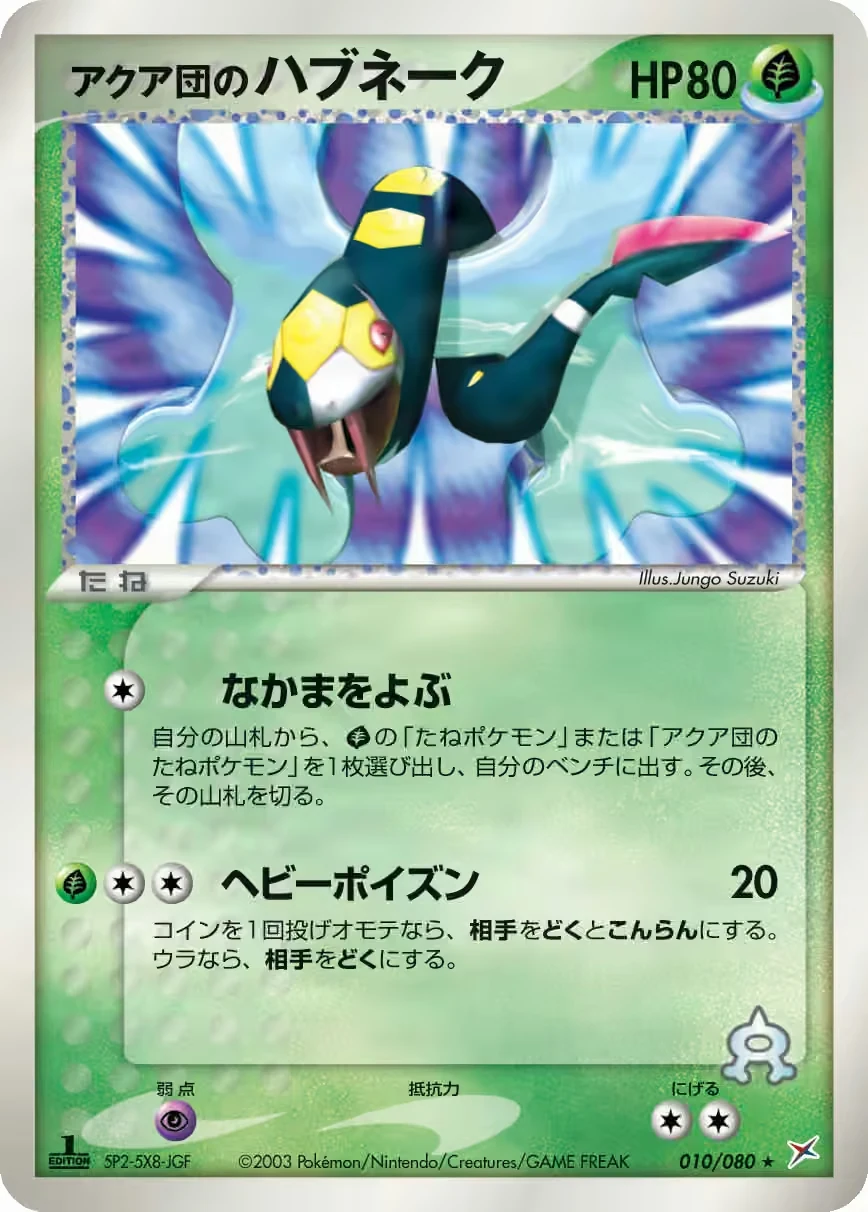 アクア団のハブネーク HP80
たね Illus.Jungo Suzuki
なかまをよぶ
自分の山札から、の「たねポケモン」または「アクア団の
たねポケモン」を1枚選び出し、自分のベンチに出す。その後、
その山札を切る。
ヘビーポイズン 20
コインを1回投げオモテなら、相手をどくとこんらんにする。
ウラなら、相手をどくにする。
弱点 抵抗力 にげる
1 EDITION 5P2-5X8-JGF ©2003 Pokémon/Nintendo/Creatures/GAME FREAK 010/080 ★